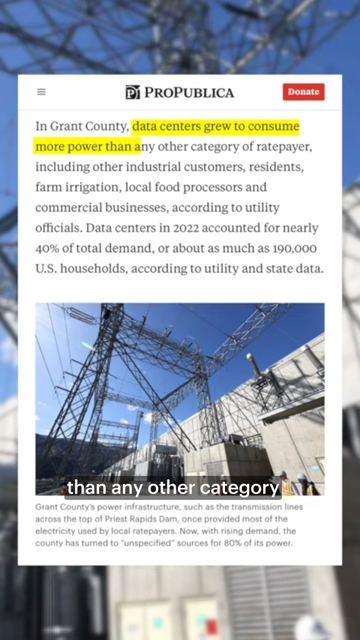 PROPUBLICA
Donate
In Grant County, data centers grew to consume
more power than any other category of ratepayer,
including other industrial customers, residents,
farm irrigation, local food processors and
commercial businesses, according to utility
officials. Data centers in 2022 accounted for nearly
40% of total demand, or about as much as 190,000
U.S. households, according to utility and state data.
than any other category
Grant County's power infrastructure, such as the transmission lines
across the top of Priest Rapids Dam, once provided most of the
electricity used by local ratepayers. Now, with rising demand, the
county has turned to “unspecified” sources for 80% of its power.